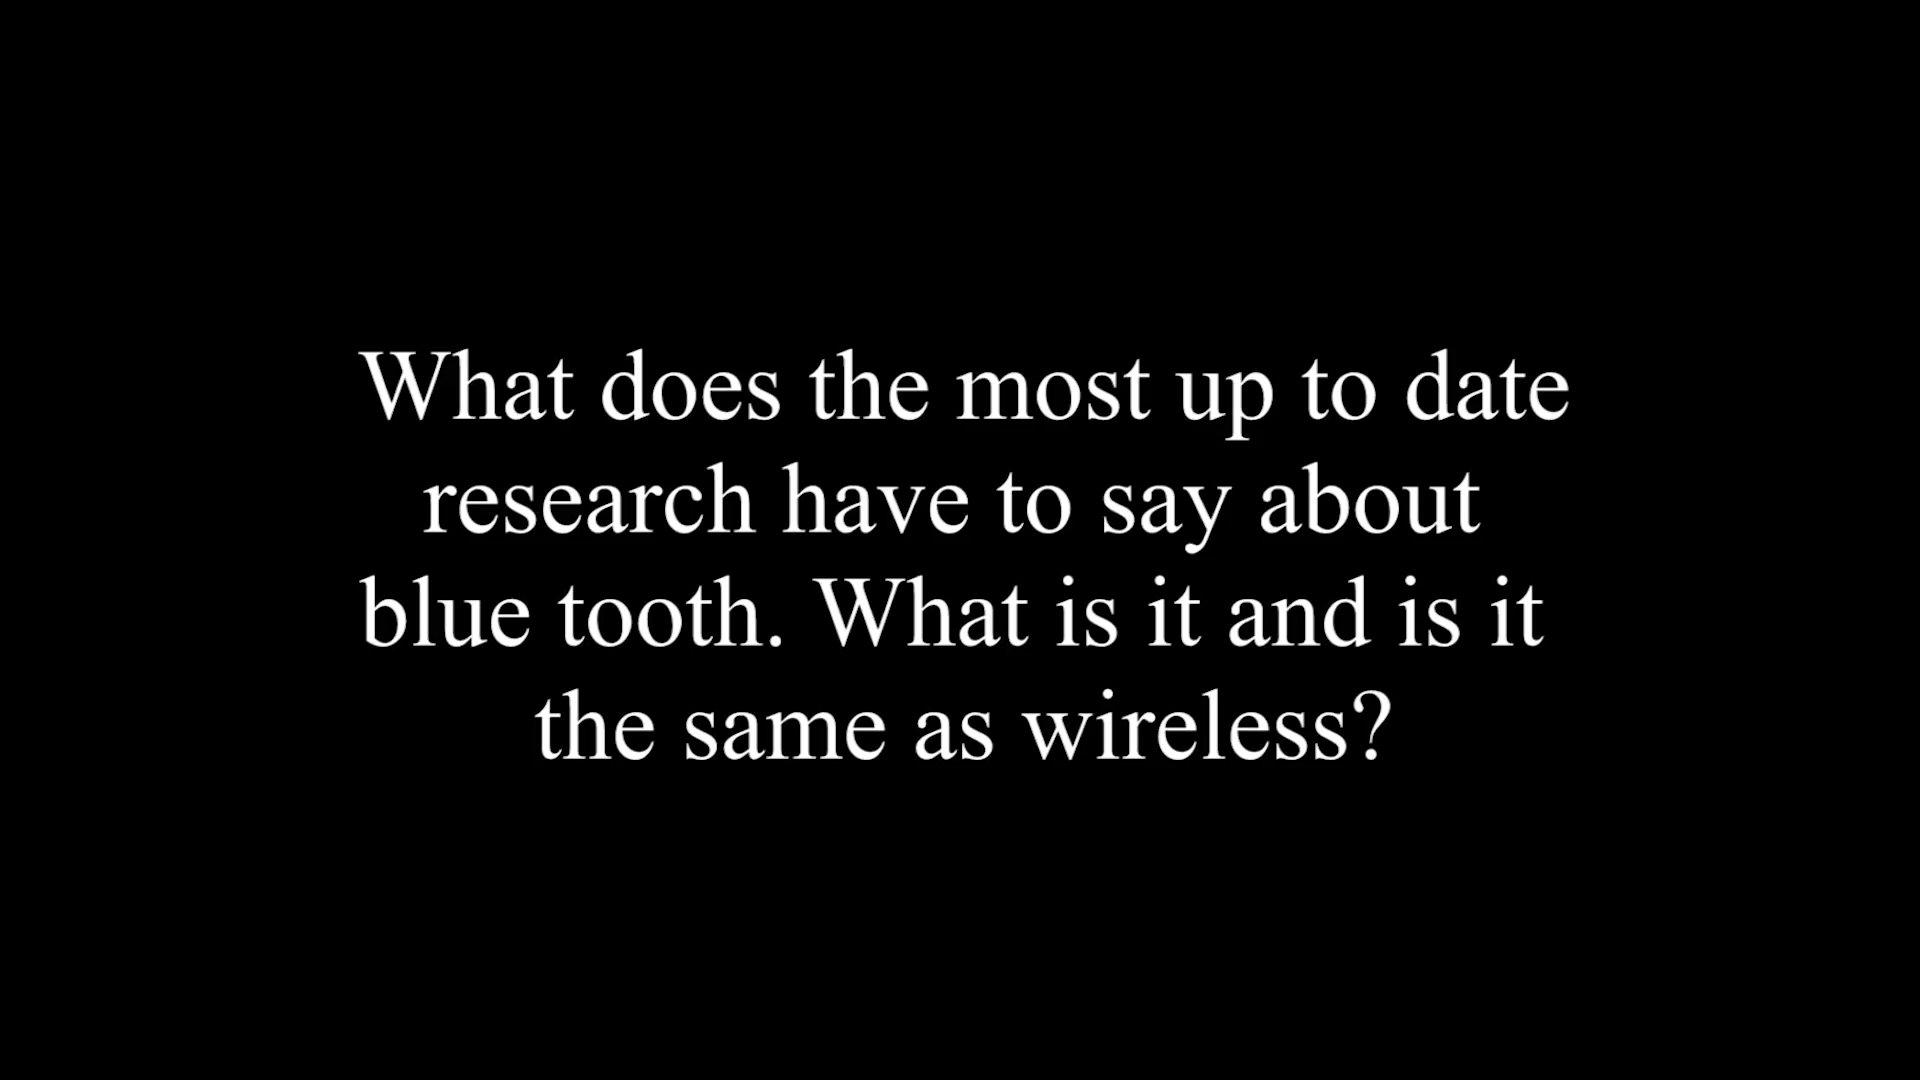 What does the most up to date
research have to say about
blue tooth. What is it and is it
the same as wireless?